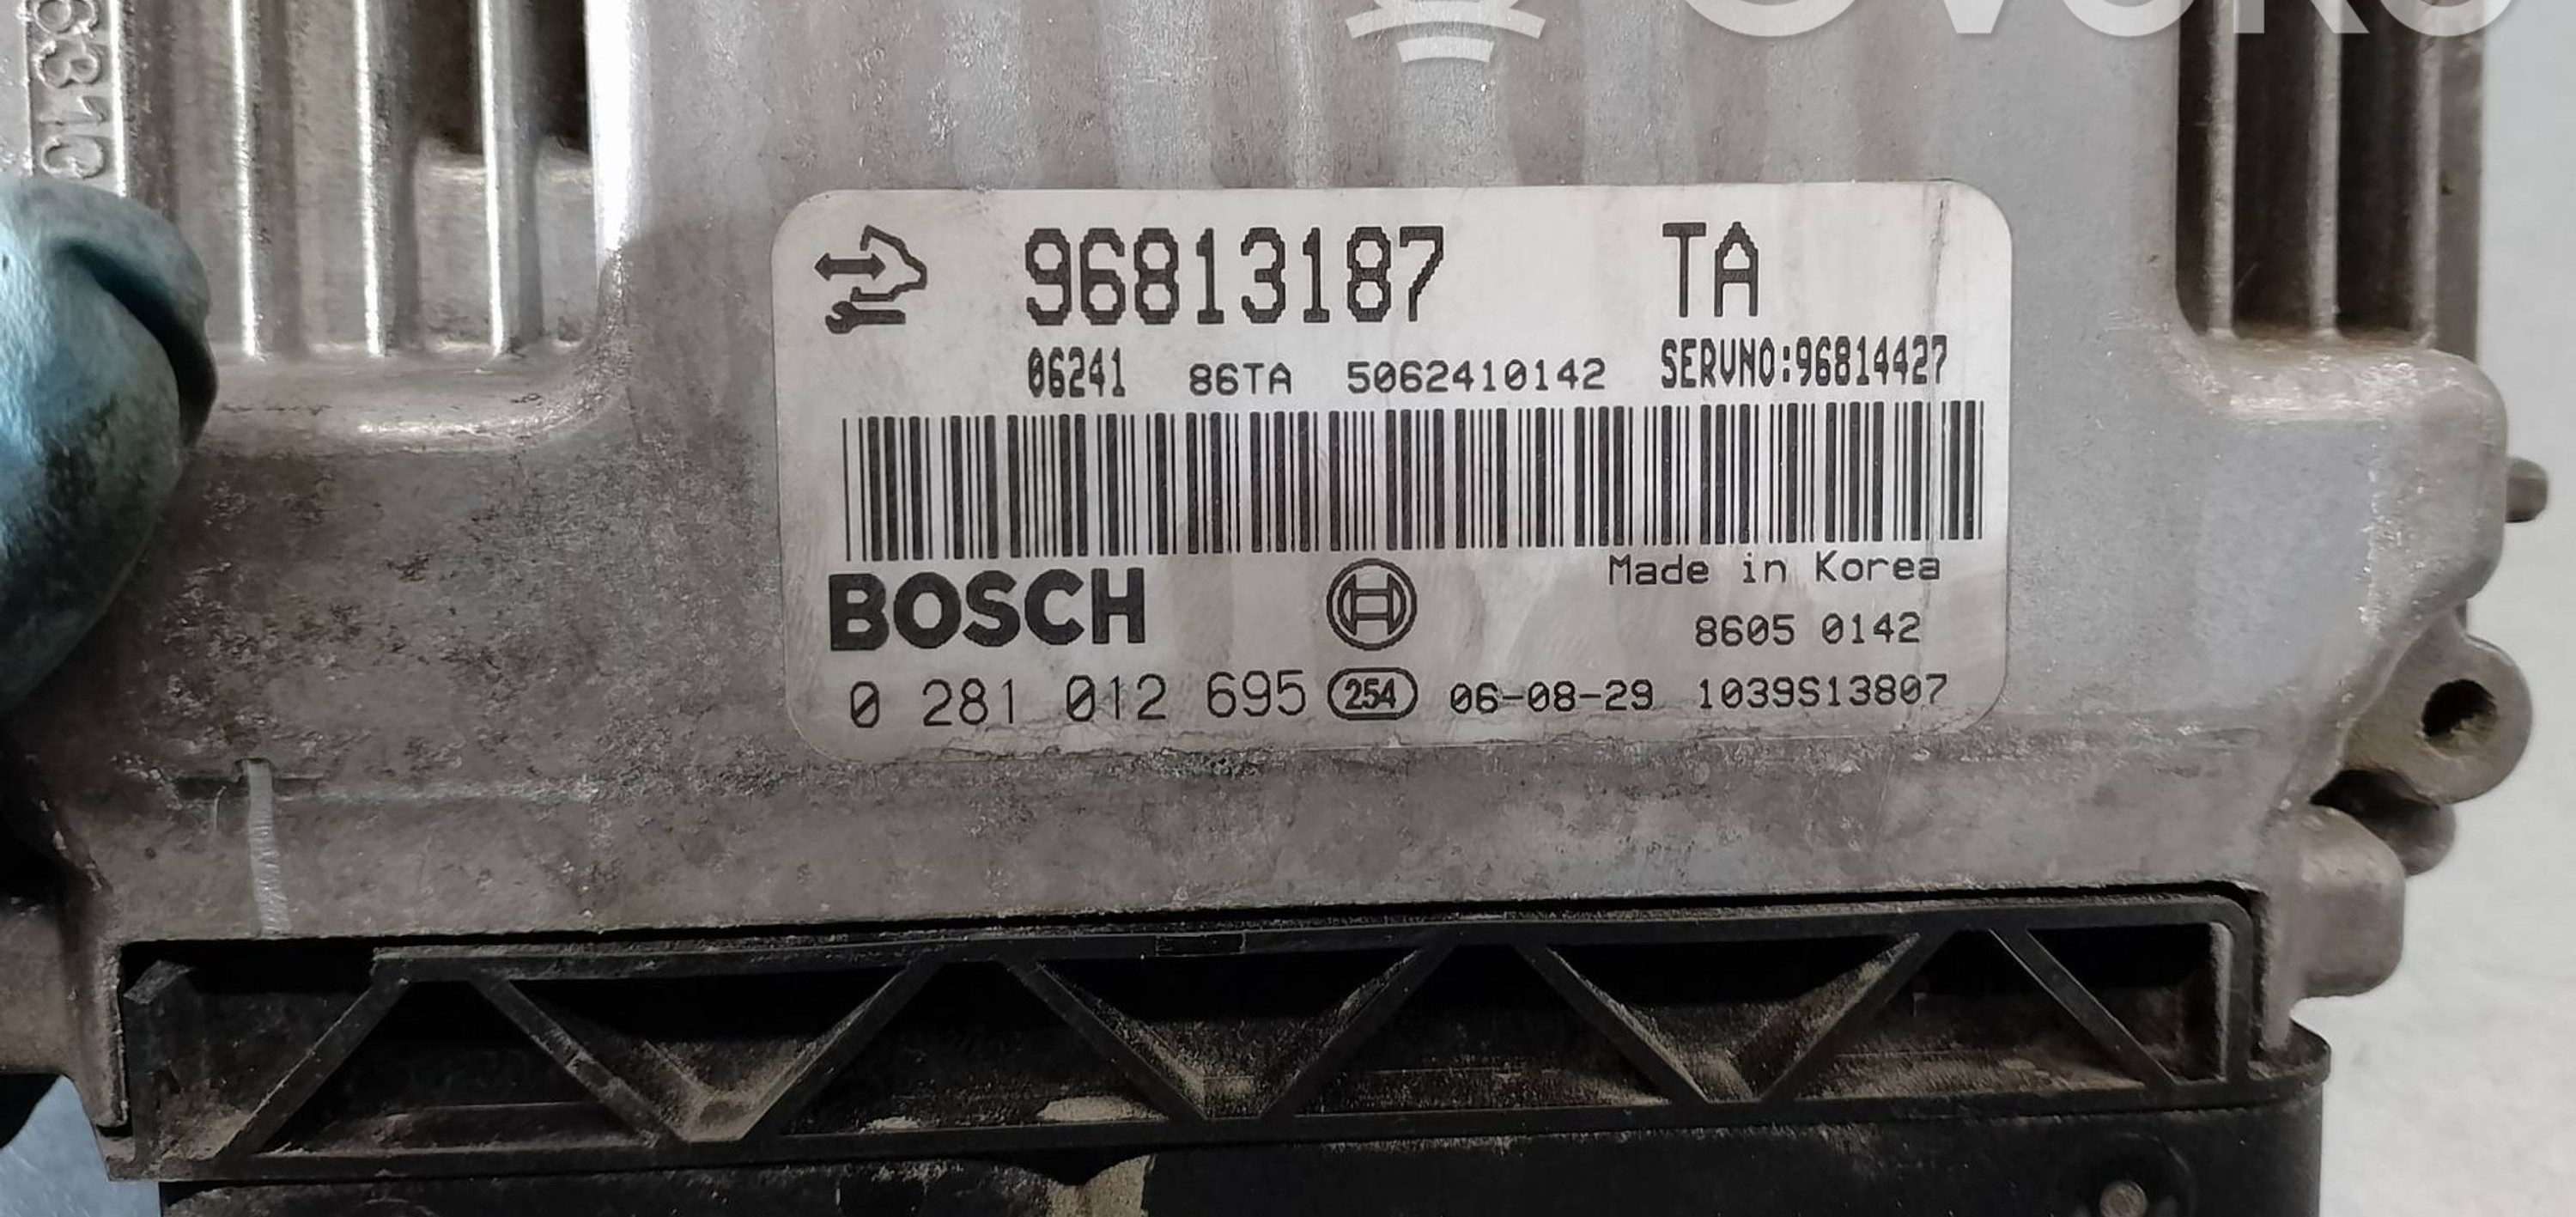 96813187 TA
06241 86TA 5062410142 SERVNO:96814427
Made in Korea
BOSCH
8605 0142
0 281 012 695 254 06-08-29 1039S13807